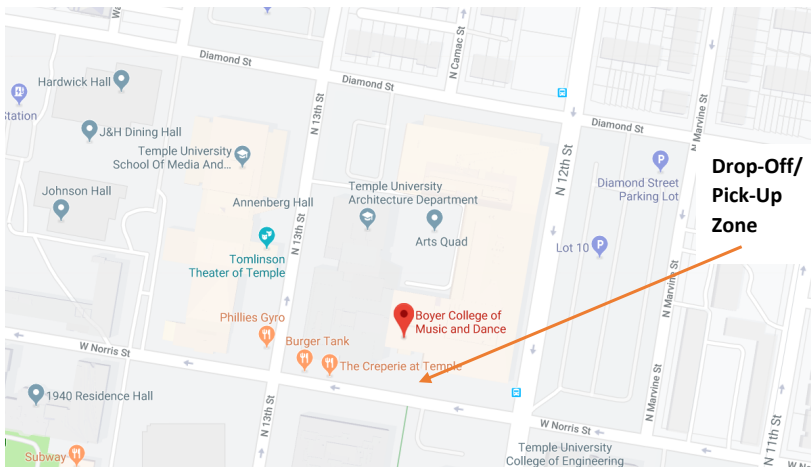 Diamond St
N Camac St
Hardwick Hall
N 13th St
Diamond St
N Marvine St
Station
J&H Dining Hall
Diamond St
Temple University
School Of Media And...
N 12th St
Drop-Off/
Pick-Up
Zone
Diamond Street
Parking Lot
Johnson Hall
Temple University
Architecture Department
Annenberg Hall
N 13th St
Arts Quad
Lot 10
Tomlinson
Theater of Temple
N Marvine St
Phillies Gyro
Boyer College of
Music and Dance
Burger Tank
W Norris St
The Creperie at Temple
1940 Residence Hall
N Marvine St
N 13th St
W Norris St
N 11th St
Subway
Temple University
College of Engineering
W No